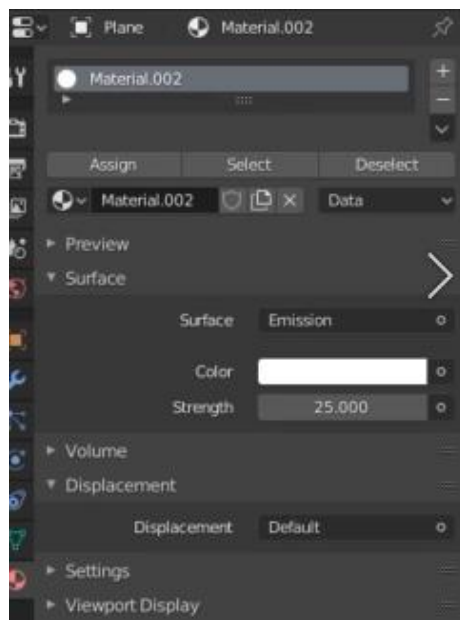 Plane Material.002
Material.002
Assign Select Deselect
Material.002 Data
Preview
Surface
Surface Emission
Color
Strength 25.000
Volume
Displacement
Displacement Default
Settings
Viewport Display